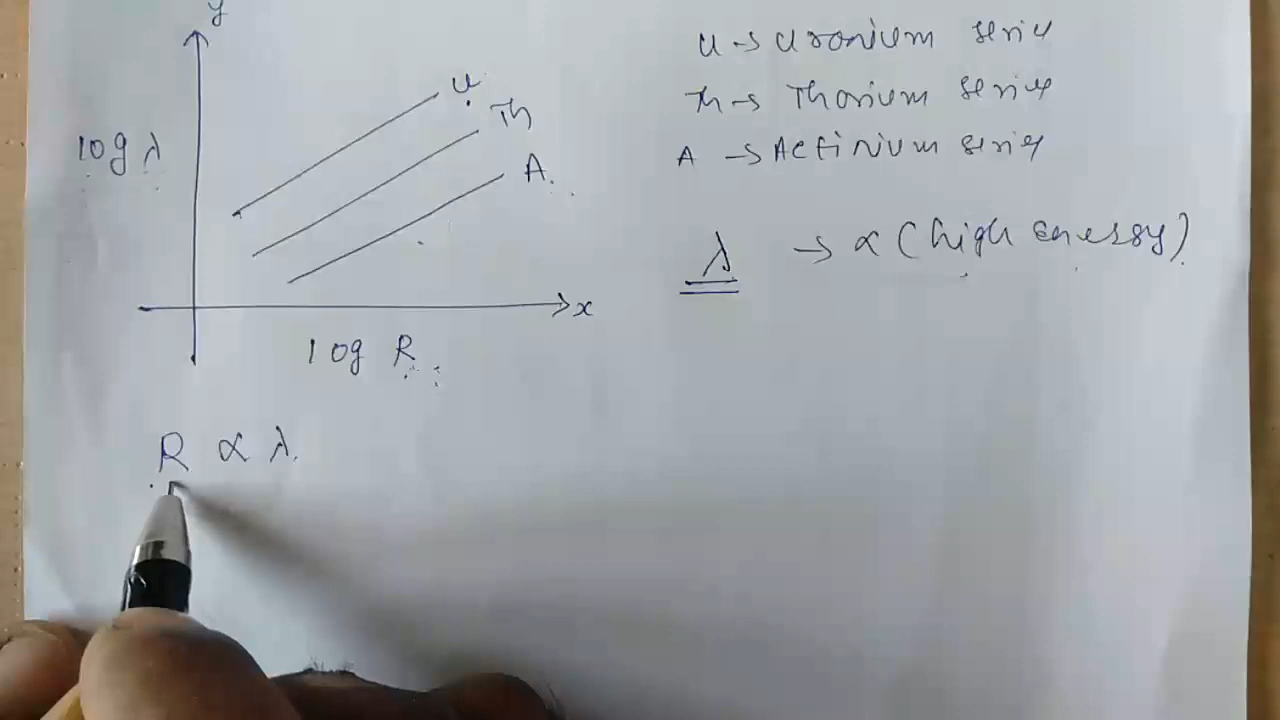 y
U
Th
A
log λ
x
log R
R ∝ λ
U → Uranium series
Th → Thorium series
A → Actinium series
λ → α (high energy)